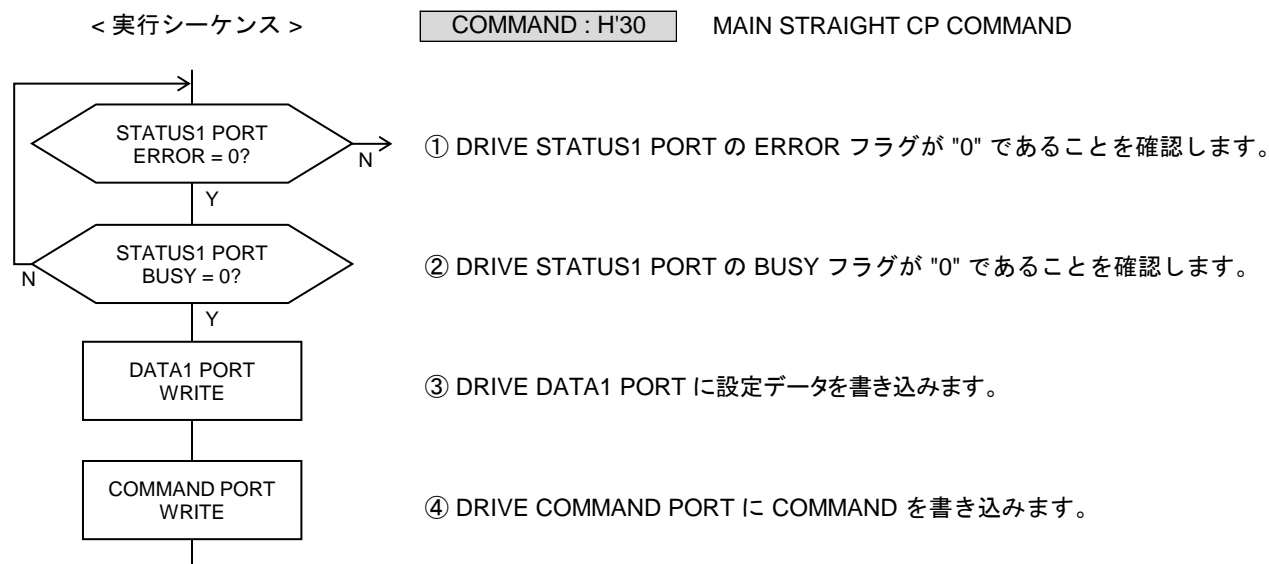 < 実行シーケンス >
COMMAND : H'30
MAIN STRAIGHT CP COMMAND
STATUS1 PORT
ERROR = 0?
N
① DRIVE STATUS1 PORT の ERROR フラグが "0" であることを確認します。
Y
STATUS1 PORT
BUSY = 0?
N
② DRIVE STATUS1 PORT の BUSY フラグが "0" であることを確認します。
Y
DATA1 PORT
WRITE
③ DRIVE DATA1 PORT に設定データを書き込みます。
COMMAND PORT
WRITE
④ DRIVE COMMAND PORT に COMMAND を書き込みます。